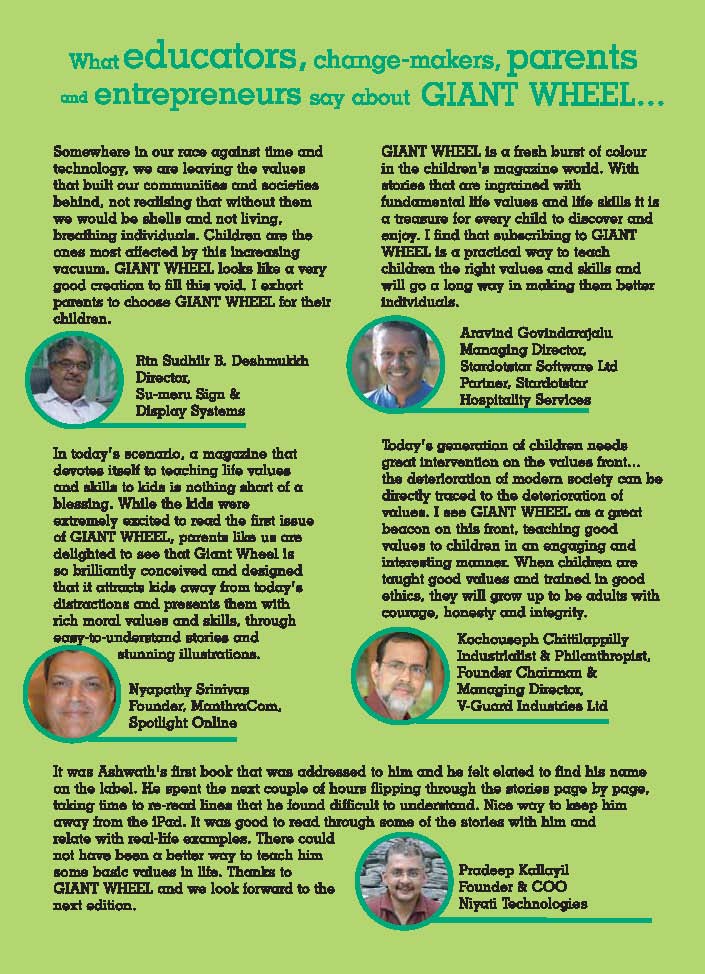 What educators, change-makers, parents
and entrepreneurs say about GIANT WHEEL...
Somewhere in our race against time and
technology, we are leaving the values
that built our communities and societies
behind, not realising that without them
we would be shells and not living,
breathing individuals. Children are the
ones most affected by this increasing
vacuum. GIANT WHEEL looks like a very
good creation to fill this void. I exhort
parents to choose GIANT WHEEL for their
children.
Rtn Sudhiir B. Deshmukkh
Director,
Su-meru Sign &
Display Systems
GIANT WHEEL is a fresh burst of colour
in the children's magazine world. With
stories that are ingrained with
fundamental life values and life skills it is
a treasure for every child to discover and
enjoy. I find that subscribing to GIANT
WHEEL is a practical way to teach
children the right values and skills and
will go a long way in making them better
individuals.
Aravind Govindarajalu
Managing Director,
Stardotstar Software Ltd
Partner, Stardotstar
Hospitality Services
In today's scenario, a magazine that
devotes itself to teaching life values
and skills to kids is nothing short of a
blessing. While the kids were
extremely excited to read the first issue
of GIANT WHEEL, parents like us are
delighted to see that Giant Wheel is
so brilliantly conceived and designed
that it attracts kids away from today's
distractions and presents them with
rich moral values and skills, through
easy-to-understand stories and
stunning illustrations.
Nyapathy Srinivas
Founder, ManthraCom,
Spotlight Online
Today's generation of children needs
great intervention on the values front...
the deterioration of modern society can be
directly traced to the deterioration of
values. I see GIANT WHEEL as a great
beacon on this front, teaching good
values to children in an engaging and
interesting manner. When children are
taught good values and trained in good
ethics, they will grow up to be adults with
courage, honesty and integrity.
Kochouseph Chittilappilly
Industrialist & Philanthropist,
Founder Chairman &
Managing Director,
V-Guard Industries Ltd
It was Ashwath's first book that was addressed to him and he felt elated to find his name
on the label. He spent the next couple of hours flipping through the stories page by page,
taking time to re-read lines that he found difficult to understand. Nice way to keep him
away from the iPad. It was good to read through some of the stories with him and
relate with real-life examples. There could
not have been a better way to teach him
some basic values in life. Thanks to
GIANT WHEEL and we look forward to the
next edition.
Pradeep Kallayil
Founder & COO
Niyati Technologies